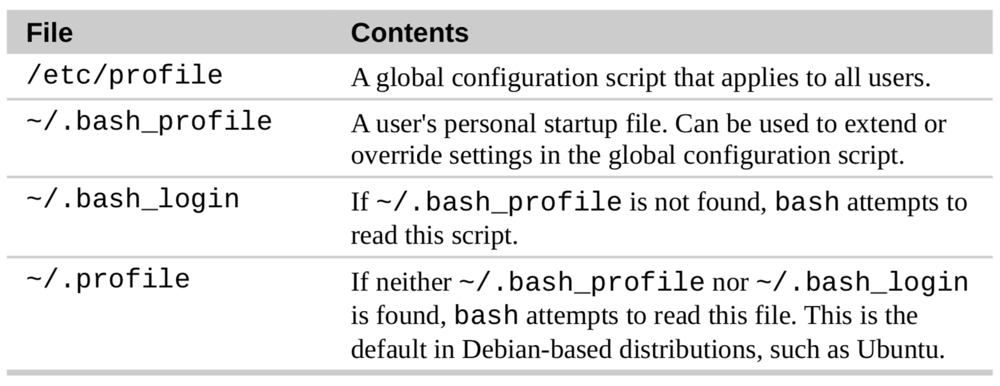 File Contents
/etc/profile A global configuration script that applies to all users.
~/.bash_profile A user's personal startup file. Can be used to extend or
override settings in the global configuration script.
~/.bash_login If ~/.bash_profile is not found, bash attempts to
read this script.
~/.profile If neither ~/.bash_profile nor ~/.bash_login
is found, bash attempts to read this file. This is the
default in Debian-based distributions, such as Ubuntu.